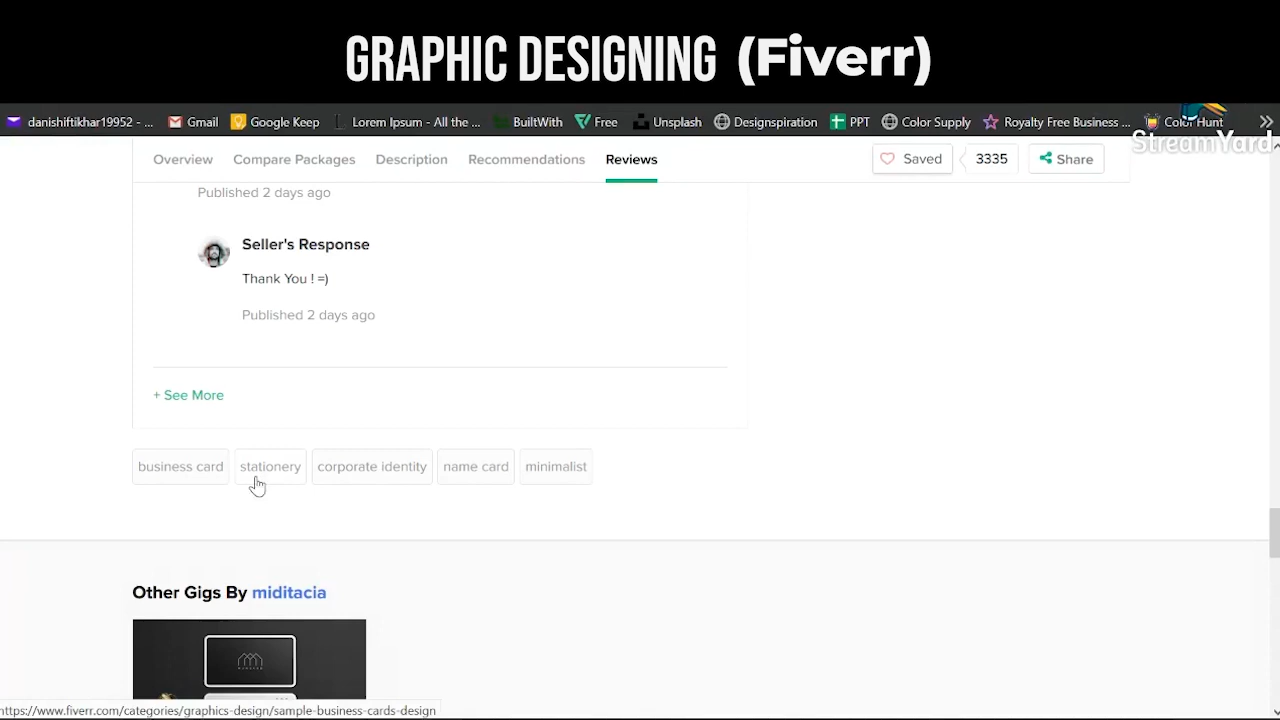 GRAPHIC DESIGNING (Fiverr)
danishiftikhar19952 - ... Gmail Google Keep Lorem Ipsum - All the ... BuiltWith Free Unsplash Designspiration PPT Color Supply Royalty Free Business ... Color Hunt »
StreamYard
Overview Compare Packages Description Recommendations Reviews Saved 3335 Share
Published 2 days ago
Seller's Response
Thank You ! =)
Published 2 days ago
+ See More
business card stationery corporate identity name card minimalist
Other Gigs By miditacia
https://www.fiverr.com/categories/graphics-design/sample-business-cards-design